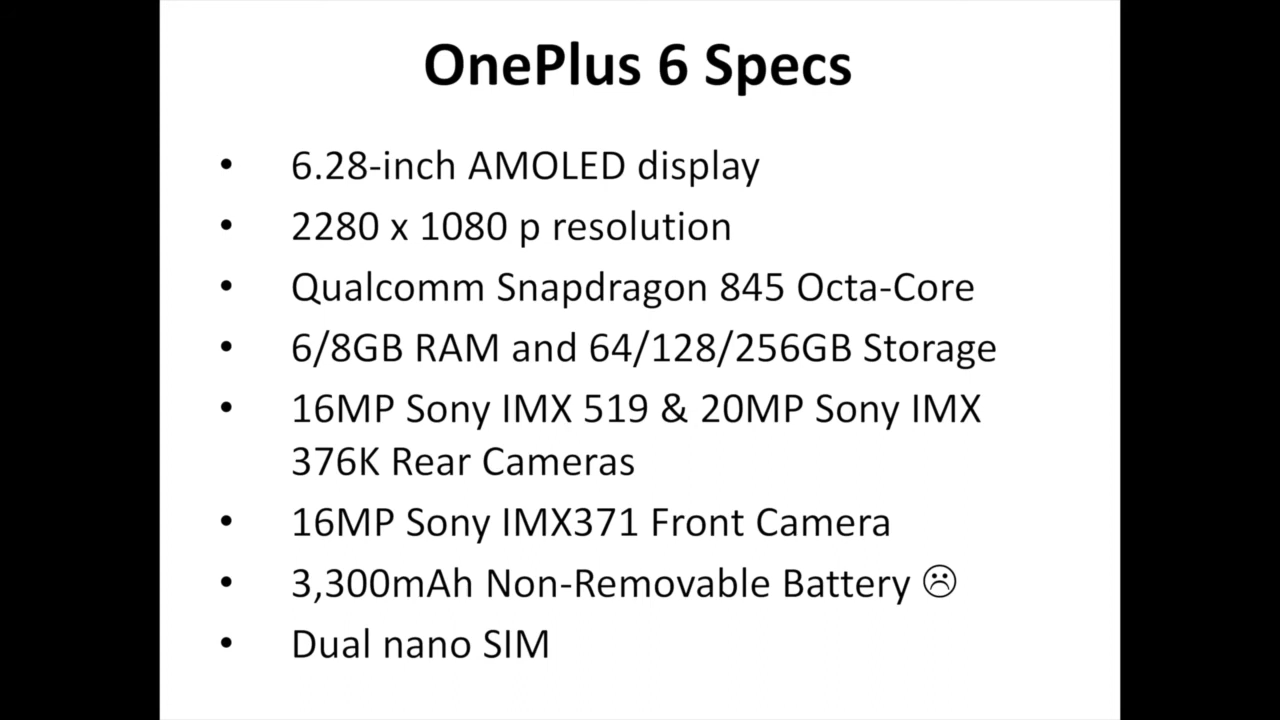 OnePlus 6 Specs
• 6.28-inch AMOLED display
• 2280 x 1080 p resolution
• Qualcomm Snapdragon 845 Octa-Core
• 6/8GB RAM and 64/128/256GB Storage
• 16MP Sony IMX 519 & 20MP Sony IMX
376K Rear Cameras
• 16MP Sony IMX371 Front Camera
• 3,300mAh Non-Removable Battery ☹
• Dual nano SIM